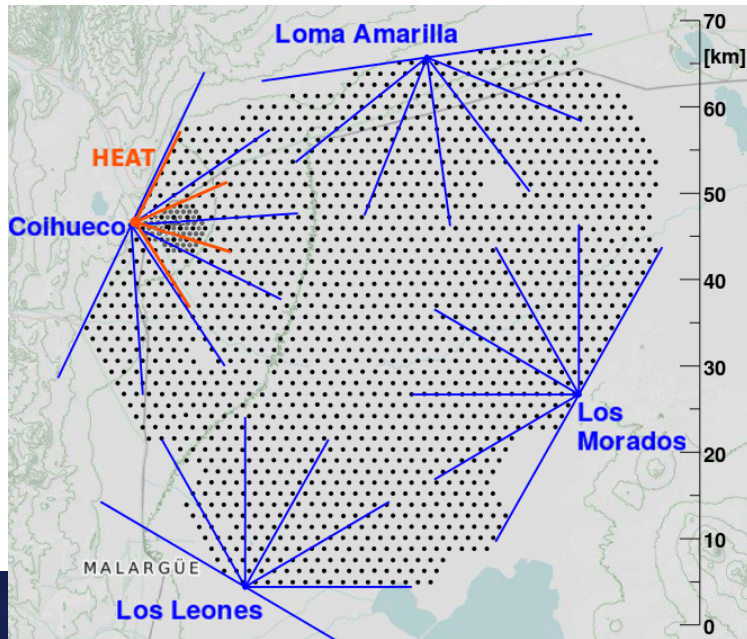 Loma Amarilla
70
[km]
60
HEAT
50
Coihueco
40
30
Los
Morados
20
10
MALARGÜE
Los Leones
0